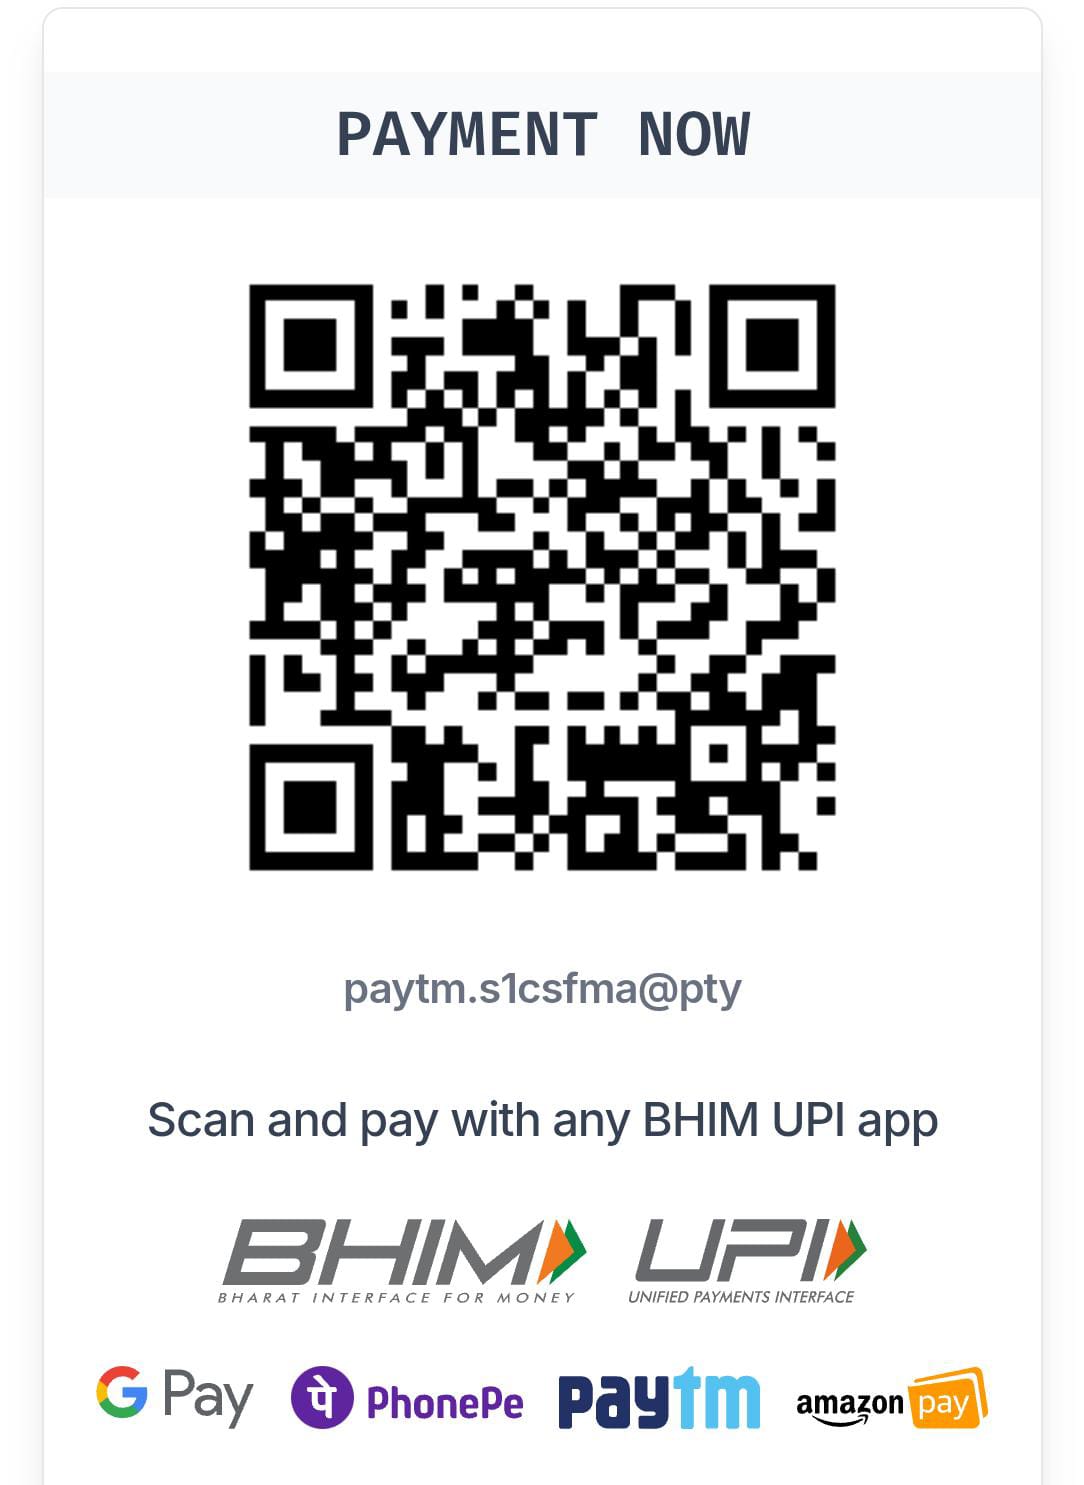 PAYMENT NOW
paytm.s1csfma@pty
Scan and pay with any BHIM UPI app
BHIM UPI
BHARAT INTERFACE FOR MONEY UNIFIED PAYMENTS INTERFACE
G Pay पे PhonePe paytm amazon pay